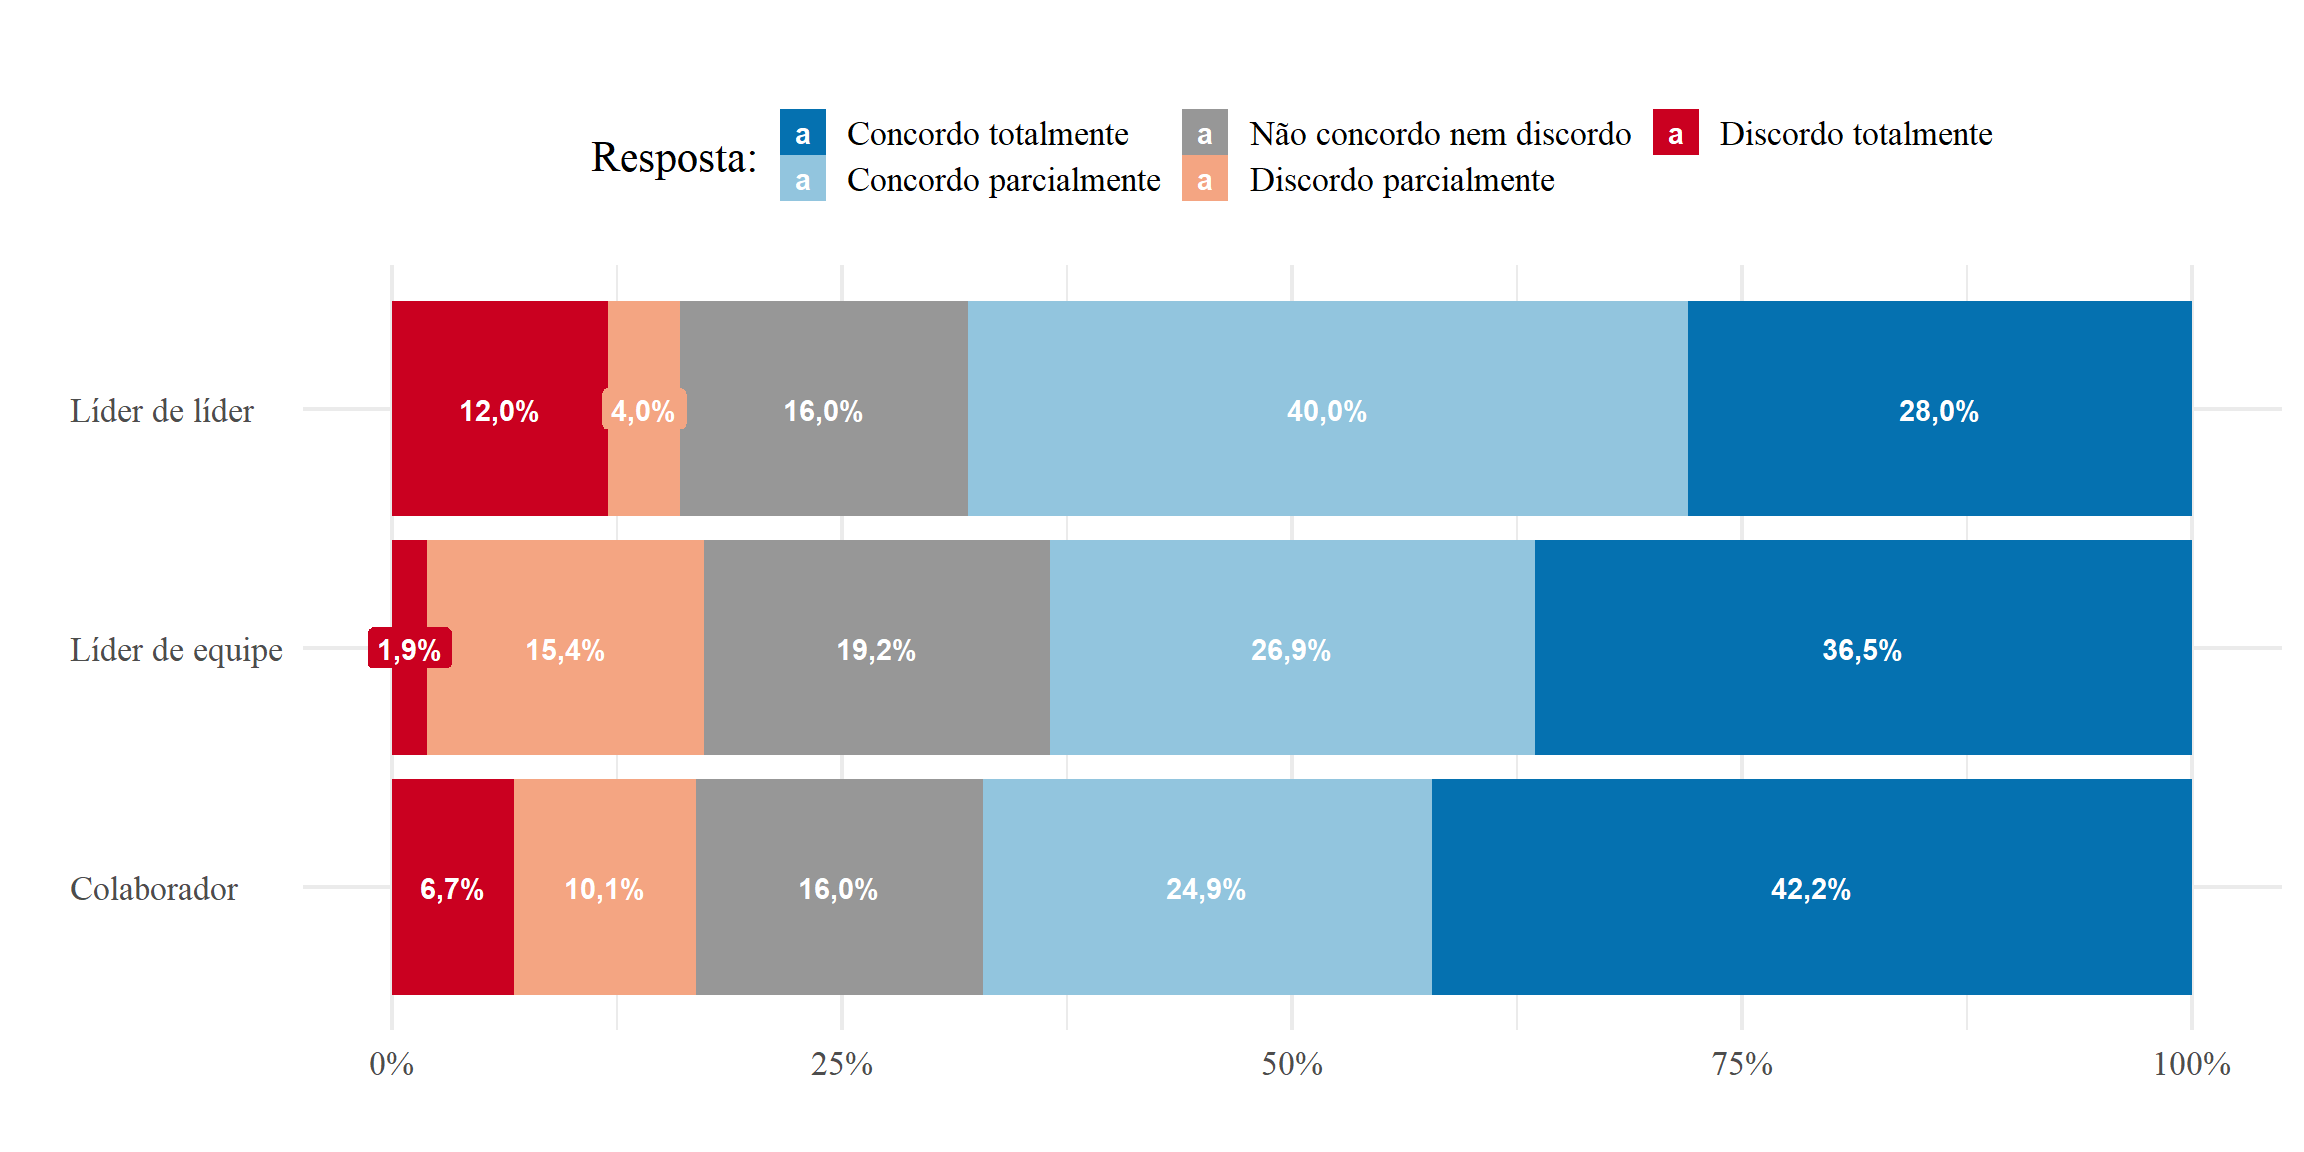 Resposta:
a Concordo totalmente a Não concordo nem discordo a Discordo totalmente
a Concordo parcialmente a Discordo parcialmente
Líder de líder 12,0% 4,0% 16,0% 40,0% 28,0%
Líder de equipe 1,9% 15,4% 19,2% 26,9% 36,5%
Colaborador 6,7% 10,1% 16,0% 24,9% 42,2%
0% 25% 50% 75% 100%